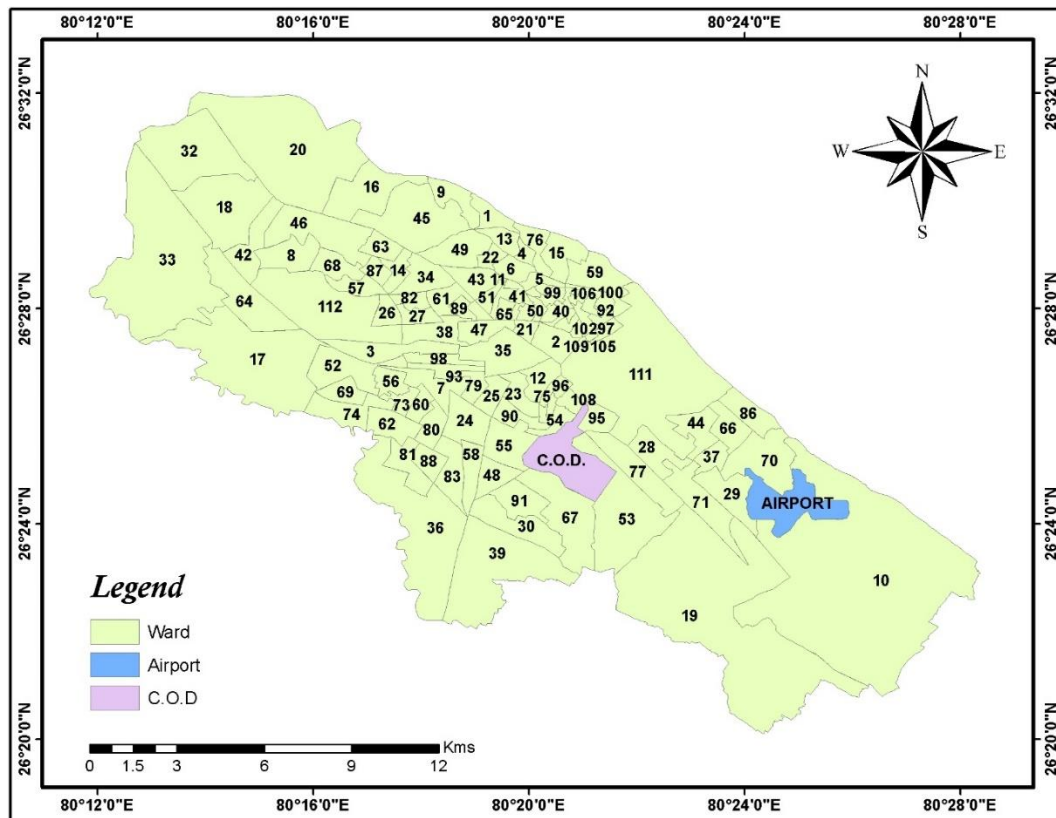 80°12'0"E 80°16'0"E 80°20'0"E 80°24'0"E 80°28'0"E
26°32'0"N 26°32'0"N
N
W E
S
32 20
16 9
18 45 1
46
13 76
63 49 4 15
33 42 8 22
68 87 14 6 59
34 43 11 5
57 99 106 100
64 112 82 61 51 41
26°28'0"N 26°28'0"N
26 27 89 65 50 40 92
38 47 21 102 97
3 35 2 109 105
17 52 98
56 93 12 111
69 7 79 25 23 75 96
73 60 108
74 62 24 90 54 95 44 86
80 66
55 28
81 88 58 C.O.D. 37 70
83 48 77
91 71 29 AIRPORT
26°24'0"N 26°24'0"N
36 30 67 53
39
10
Legend
19
Ward
Airport
C.O.D
Kms
0 1.5 3 6 9 12
26°20'0"N 26°20'0"N
80°12'0"E 80°16'0"E 80°20'0"E 80°24'0"E 80°28'0"E